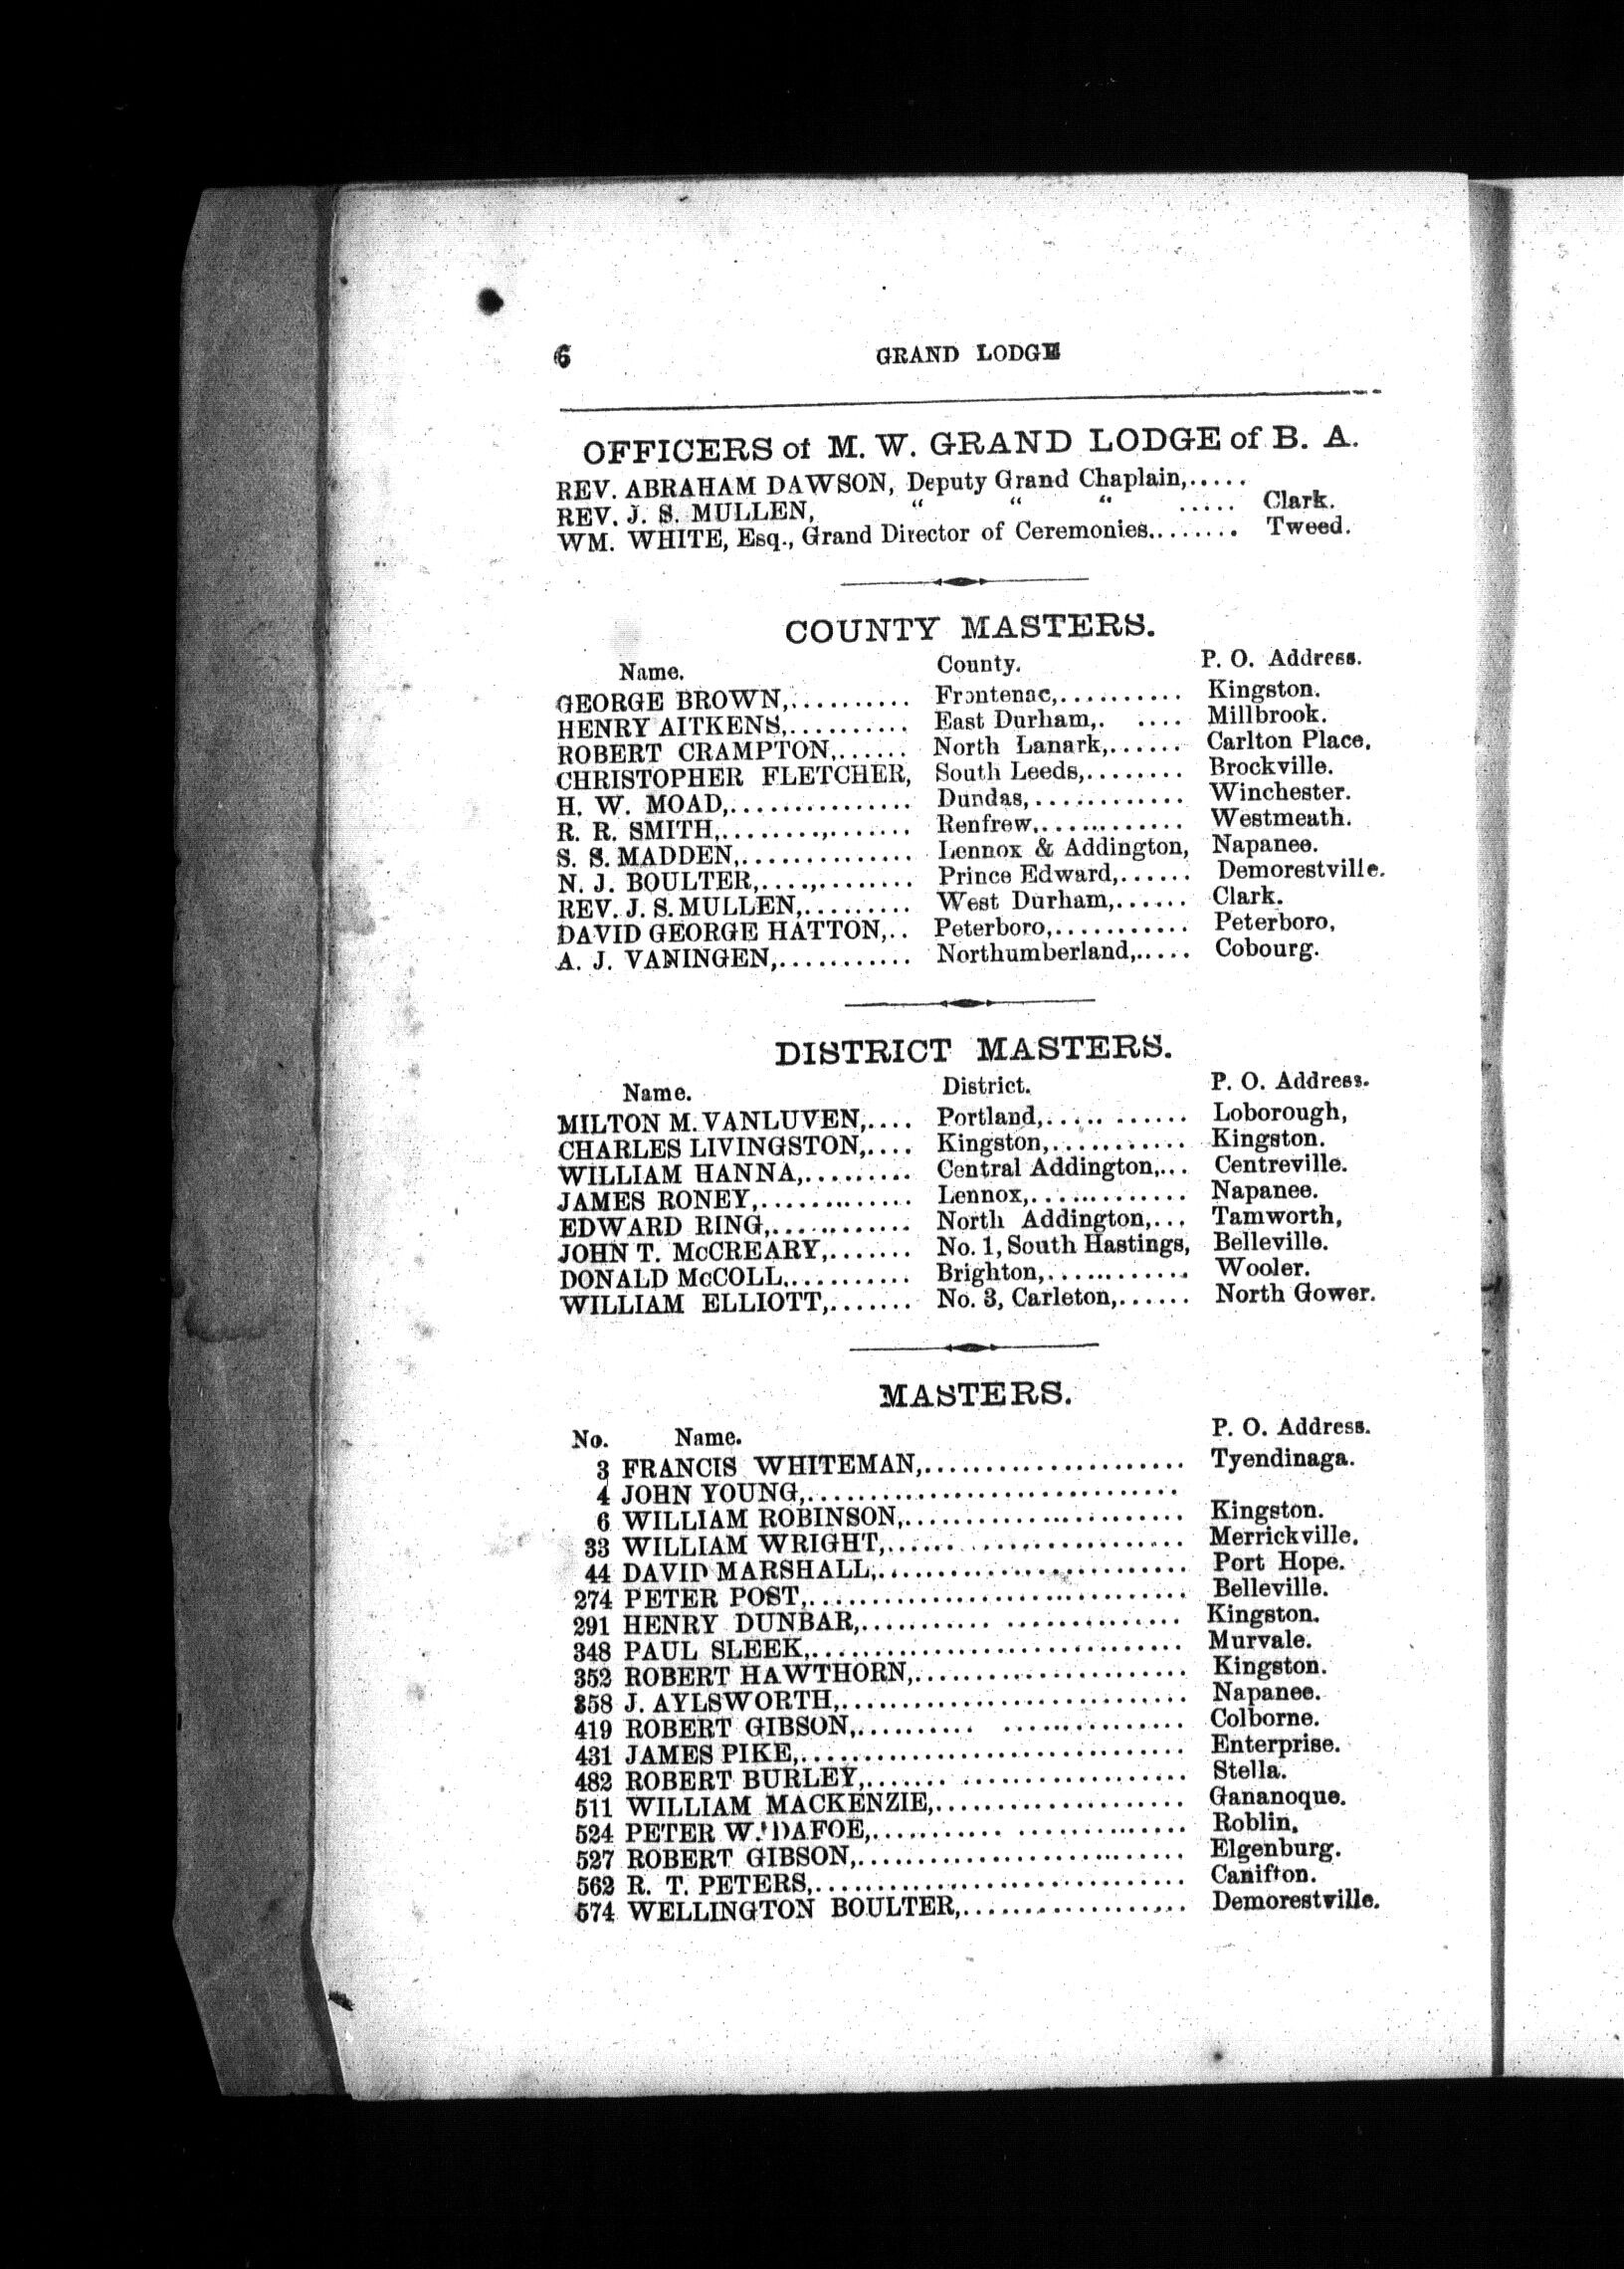 6 GRAND LODGE
OFFICERS of M. W. GRAND LODGE of B. A.
REV. ABRAHAM DAWSON, Deputy Grand Chaplain,.....
REV. J. S. MULLEN, “ “ “ ..... Clark.
WM. WHITE, Esq., Grand Director of Ceremonies........ Tweed.
COUNTY MASTERS.
Name. County. P. O. Address.
GEORGE BROWN,.......... Frontenac,.......... Kingston.
HENRY AITKENS,.......... East Durham,. .... Millbrook.
ROBERT CRAMPTON,...... North Lanark,...... Carlton Place.
CHRISTOPHER FLETCHER, South Leeds,........ Brockville.
H. W. MOAD,............... Dundas,............. Winchester.
R. R. SMITH,........,....... Renfrew,............ Westmeath.
S. S. MADDEN,.............. Lennox & Addington, Napanee.
N. J. BOULTER,....,........ Prince Edward,...... Demorestville.
REV. J. S. MULLEN,......... West Durham,...... Clark.
DAVID GEORGE HATTON,.. Peterboro,........... Peterboro,
A. J. VANINGEN,........... Northumberland,..... Cobourg.
DISTRICT MASTERS.
Name. District. P. O. Address.
MILTON M. VANLUVEN,.... Portland,..... ...... Loborough,
CHARLES LIVINGSTON,.... Kingston,........... Kingston.
WILLIAM HANNA,......... Central Addington,... Centreville.
JAMES RONEY,............. Lennox,............. Napanee.
EDWARD RING,............ North Addington,... Tamworth,
JOHN T. McCREARY,....... No. 1, South Hastings, Belleville.
DONALD McCOLL........... Brighton,............ Wooler.
WILLIAM ELLIOTT,....... No. 3, Carleton,...... North Gower.
MASTERS.
No. Name. P. O. Address.
3 FRANCIS WHITEMAN,..................... Tyendinaga.
4 JOHN YOUNG,..............................
6 WILLIAM ROBINSON,....................... Kingston.
33 WILLIAM WRIGHT,...... ................. Merrickville.
44 DAVID MARSHALL,......................... Port Hope.
274 PETER POST,............................... Belleville.
291 HENRY DUNBAR,........... .............. Kingston.
348 PAUL SLEEK,.............................. Murvale.
352 ROBERT HAWTHORN,...................... Kingston.
358 J. AYLSWORTH,............................ Napanee.
419 ROBERT GIBSON,.......... ............... Colborne.
431 JAMES PIKE,............................... Enterprise.
482 ROBERT BURLEY,....... .................. Stella.
511 WILLIAM MACKENZIE,.................... Gananoque.
524 PETER W. DAFOE,........... .............. Roblin,
527 ROBERT GIBSON,.......................... Elgenburg.
562 R. T. PETERS,.............................. Canifton.
574 WELLINGTON BOULTER,.................. Demorestville.